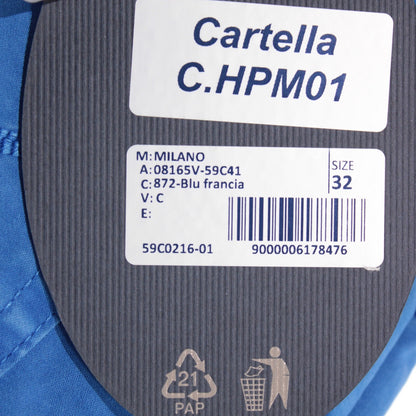 Cartella
C.HPM01
M: MILANO
A: 08165V-59C41
C: 872-Blu francia
V: C
E:
SIZE
32
59C0216-01
9000006178476
21
PAP